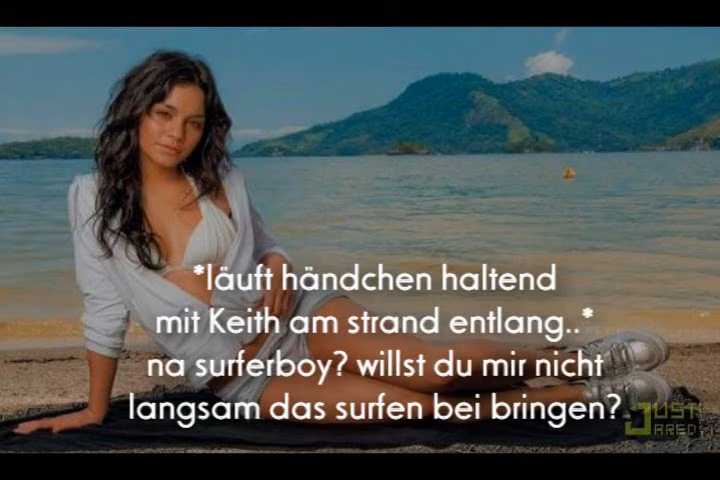 *läuft händchen haltend
mit Keith am strand entlang..*
na surferboy? willst du mir nicht
langsam das surfen bei bringen?
JUST
JARED